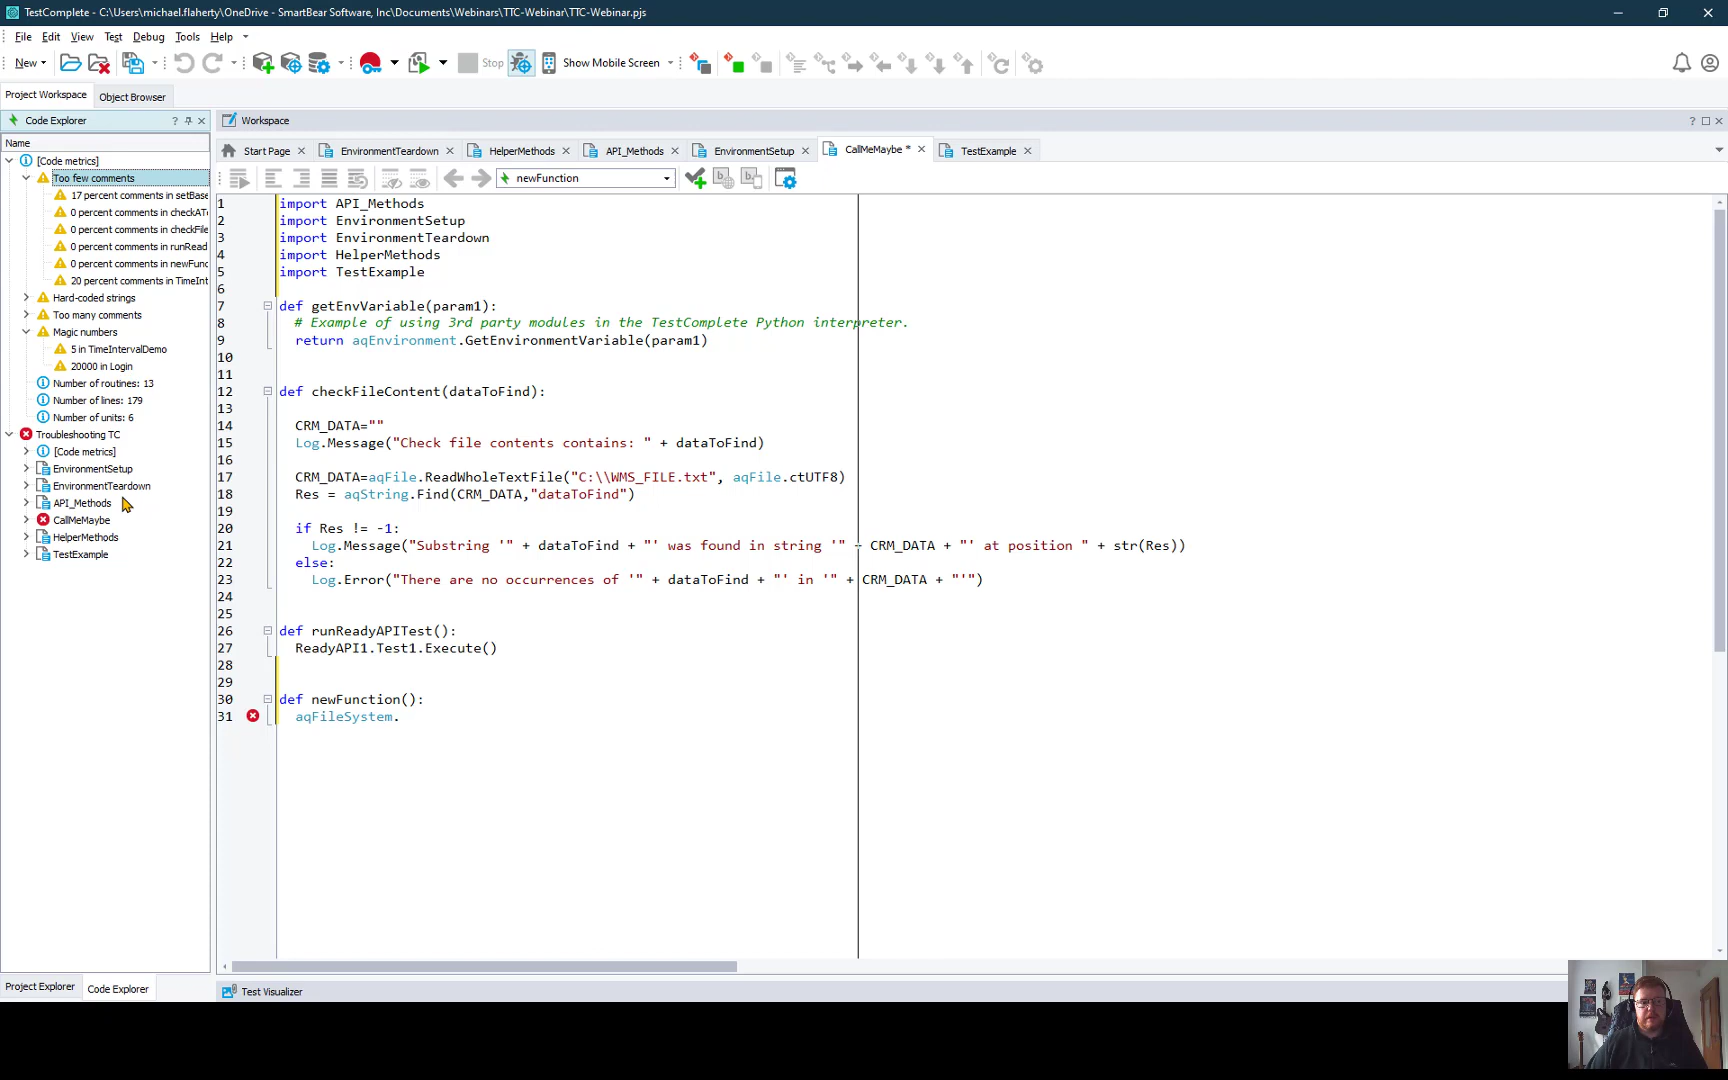 TestComplete - C:\Users\michael.flaherty\OneDrive - SmartBear Software, Inc\Documents\Webinars\TTC-Webinar\TTC-Webinar.pjs
File Edit View Test Debug Tools Help
New Stop Show Mobile Screen
Project Workspace Object Browser
Code Explorer ? Workspace ?
Name
Start Page EnvironmentTeardown HelperMethods API_Methods EnvironmentSetup CallMeMaybe * TestExample
newFunction
[Code metrics]
Too few comments
17 percent comments in setBase
0 percent comments in checkAT
0 percent comments in checkFile
0 percent comments in runRead
0 percent comments in newFunc
20 percent comments in TimeInt
Hard-coded strings
Too many comments
Magic numbers
5 in TimeIntervalDemo
20000 in Login
Number of routines: 13
Number of lines: 179
Number of units: 6
Troubleshooting TC
[Code metrics]
EnvironmentSetup
EnvironmentTeardown
API_Methods
CallMeMaybe
HelperMethods
TestExample
1 import API_Methods
2 import EnvironmentSetup
3 import EnvironmentTeardown
4 import HelperMethods
5 import TestExample
6
7 def getEnvVariable(param1):
8 # Example of using 3rd party modules in the TestComplete Python interpreter.
9 return aqEnvironment.GetEnvironmentVariable(param1)
10
11
12 def checkFileContent(dataToFind):
13
14 CRM_DATA=""
15 Log.Message("Check file contents contains: " + dataToFind)
16
17 CRM_DATA=aqFile.ReadWholeTextFile("C:\\WMS_FILE.txt", aqFile.ctUTF8)
18 Res = aqString.Find(CRM_DATA,"dataToFind")
19
20 if Res != -1:
21 Log.Message("Substring '" + dataToFind + "' was found in string '" + CRM_DATA + "' at position " + str(Res))
22 else:
23 Log.Error("There are no occurrences of '" + dataToFind + "' in '" + CRM_DATA + "'")
24
25
26 def runReadyAPITest():
27 ReadyAPI1.Test1.Execute()
28
29
30 def newFunction():
31 aqFileSystem.
Project Explorer Code Explorer
Test Visualizer